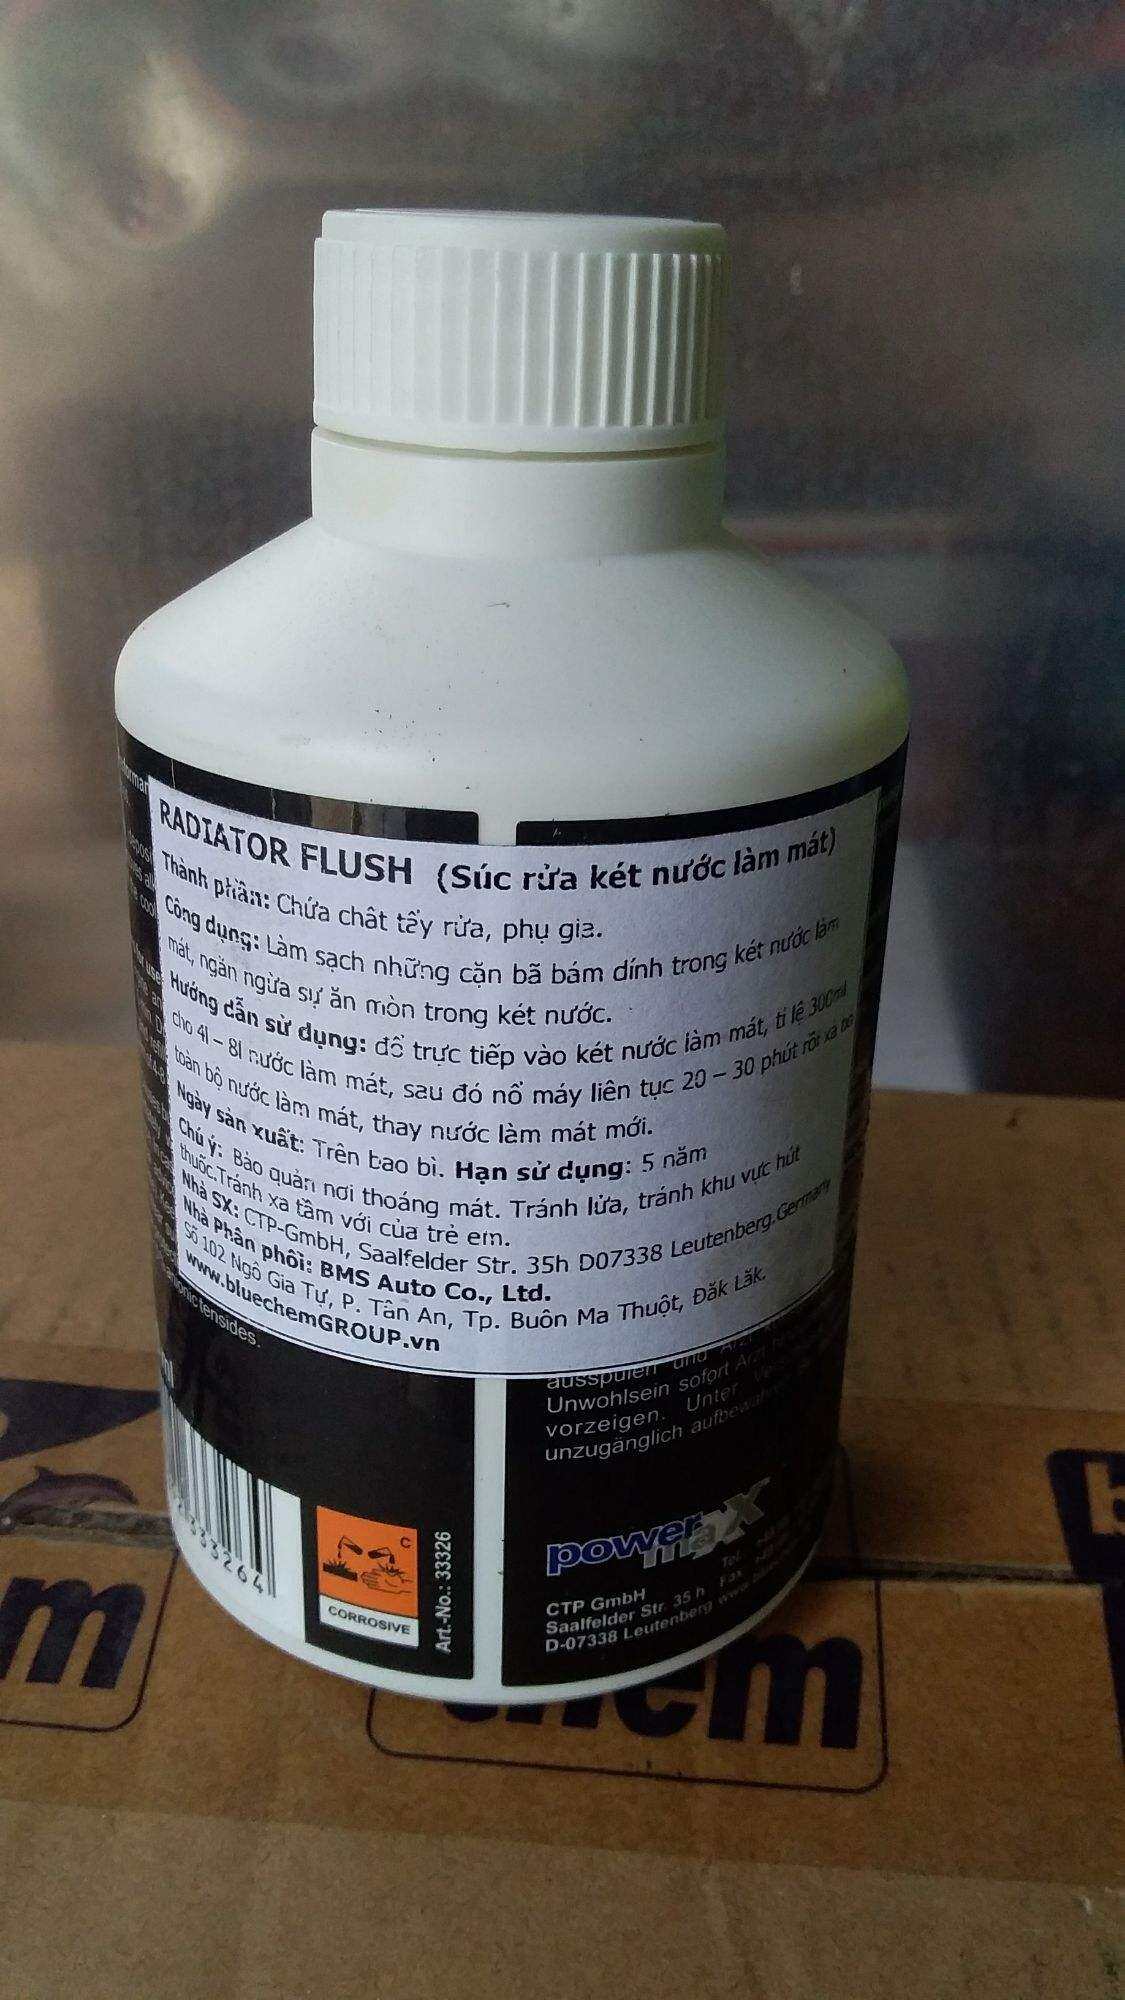 RADIATOR FLUSH (Súc rửa két nước làm mát)
Thành phần: Chứa chất tẩy rửa, phụ gia.
Công dụng: Làm sạch những cặn bã bám dính trong két nước làm
mát, ngăn ngừa sự ăn mòn trong két nước.
Hướng dẫn sử dụng: đổ trực tiếp vào két nước làm mát, tỉ lệ 300ml
cho 4l – 8l nước làm mát, sau đó nổ máy liên tục 20 – 30 phút rồi xả bỏ
toàn bộ nước làm mát, thay nước làm mát mới.
Ngày sản xuất: Trên bao bì. Hạn sử dụng: 5 năm
Chú ý: Bảo quản nơi thoáng mát. Tránh lửa, tránh khu vực hút
thuốc.Tránh xa tầm với của trẻ em.
Nhà SX: CTP-GmbH, Saalfelder Str. 35h D07338 Leutenberg.Germany
Nhà Phân phối: BMS Auto Co., Ltd.
Số 102 Ngô Gia Tự, P. Tân An, Tp. Buôn Ma Thuột, Đăk Lăk.
www.bluechemGROUP.vn
tensides.
ausspülen und Arzt
Unwohlsein sofort Arzt
vorzeigen. Unter
unzugänglich
333264
C
CORROSIVE
Art.-No.: 33326
power
maxX
CTP GmbH
Saalfelder Str. 35 h
D-07338 Leutenberg
Tel.
Fax
m
chem